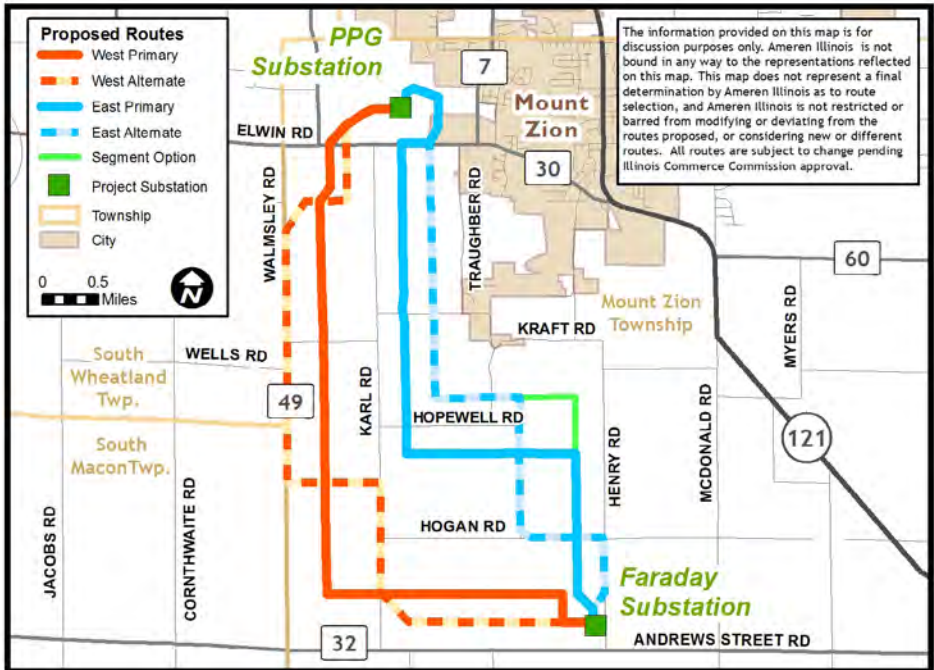 Proposed Routes
West Primary
West Alternate
East Primary
East Alternate
Segment Option
Project Substation
Township
City
0 0.5
Miles
N
PPG
Substation
7
Mount
Zion
The information provided on this map is for
discussion purposes only. Ameren Illinois is not
bound in any way to the representations reflected
on this map. This map does not represent a final
determination by Ameren Illinois as to route
selection, and Ameren Illinois is not restricted or
barred from modifying or deviating from the
routes proposed, or considering new or different
routes. All routes are subject to change pending
Illinois Commerce Commission approval.
ELWIN RD
30
WALMSLEY RD
TRAUGHBER RD
60
Mount Zion
Township
KRAFT RD
MYERS RD
South
Wheatland
Twp.
WELLS RD
49
KARL RD
HOPEWELL RD
MCDONALD RD
121
South
MaconTwp.
HENRY RD
JACOBS RD
CORNTHWAITE RD
HOGAN RD
Faraday
Substation
32
ANDREWS STREET RD